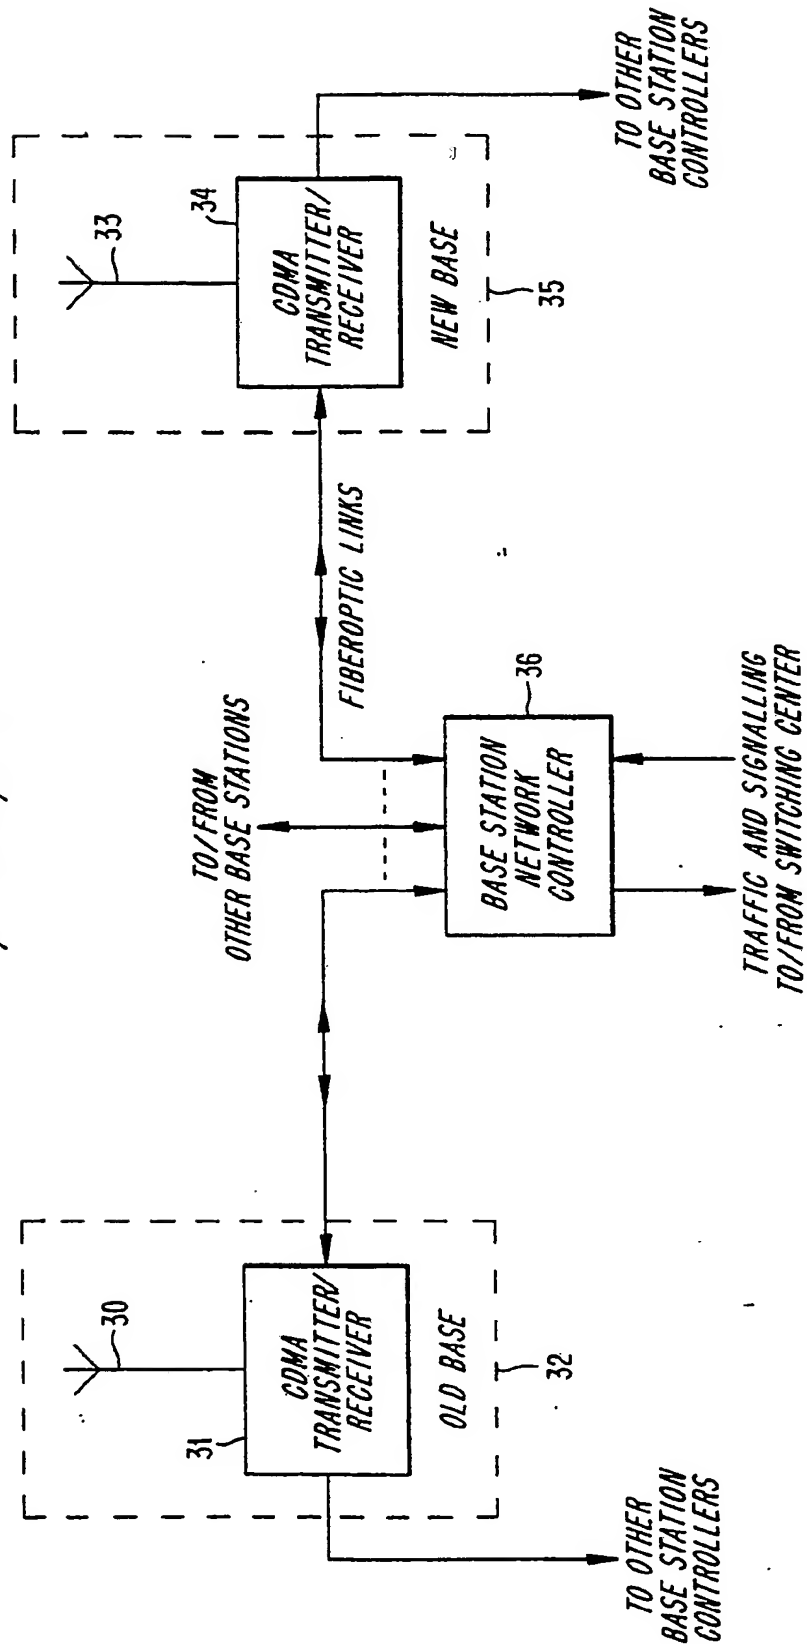 30
31
CDMA
TRANSMITTER/
RECEIVER
OLD BASE
32
TO OTHER
BASE STATION
CONTROLLERS
TO/FROM
OTHER BASE STATIONS
FIBEROPTIC LINKS
36
BASE STATION
NETWORK
CONTROLLER
TRAFFIC AND SIGNALLING
TO/FROM SWITCHING CENTER
33
34
CDMA
TRANSMITTER/
RECEIVER
NEW BASE
35
TO OTHER
BASE STATION
CONTROLLERS